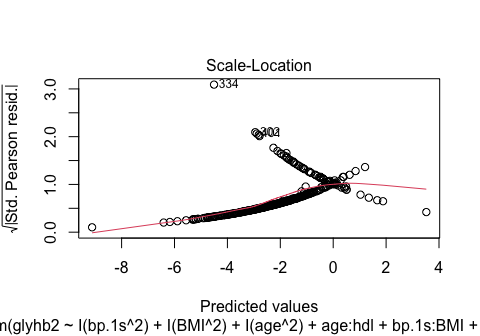 Scale-Location
√|Std. Pearson resid.|
3.0
2.0
1.0
0.0
334
-8 -6 -4 -2 0 2 4
Predicted values
m(glyhb2 ~ I(bp.1s^2) + I(BMI^2) + I(age^2) + age:hdl + bp.1s:BMI +